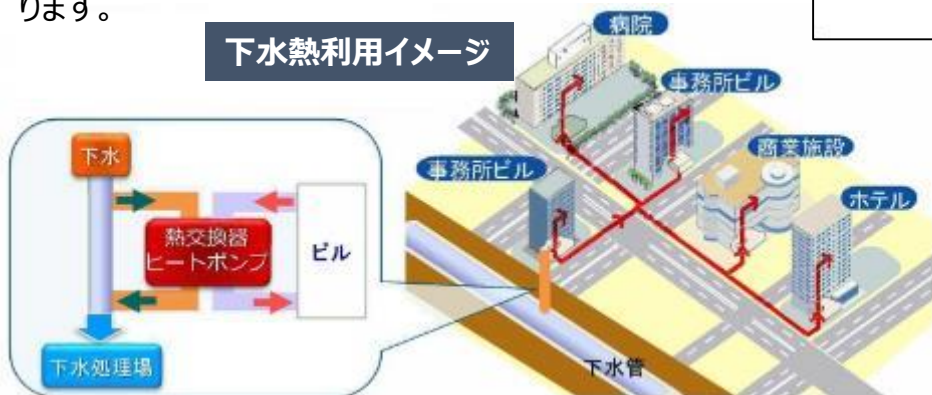 ります。
下水熱利用イメージ
病院
事務所ビル
商業施設
事務所ビル
ホテル
下水
熱交換器
ヒートポンプ
ビル
下水処理場
下水管